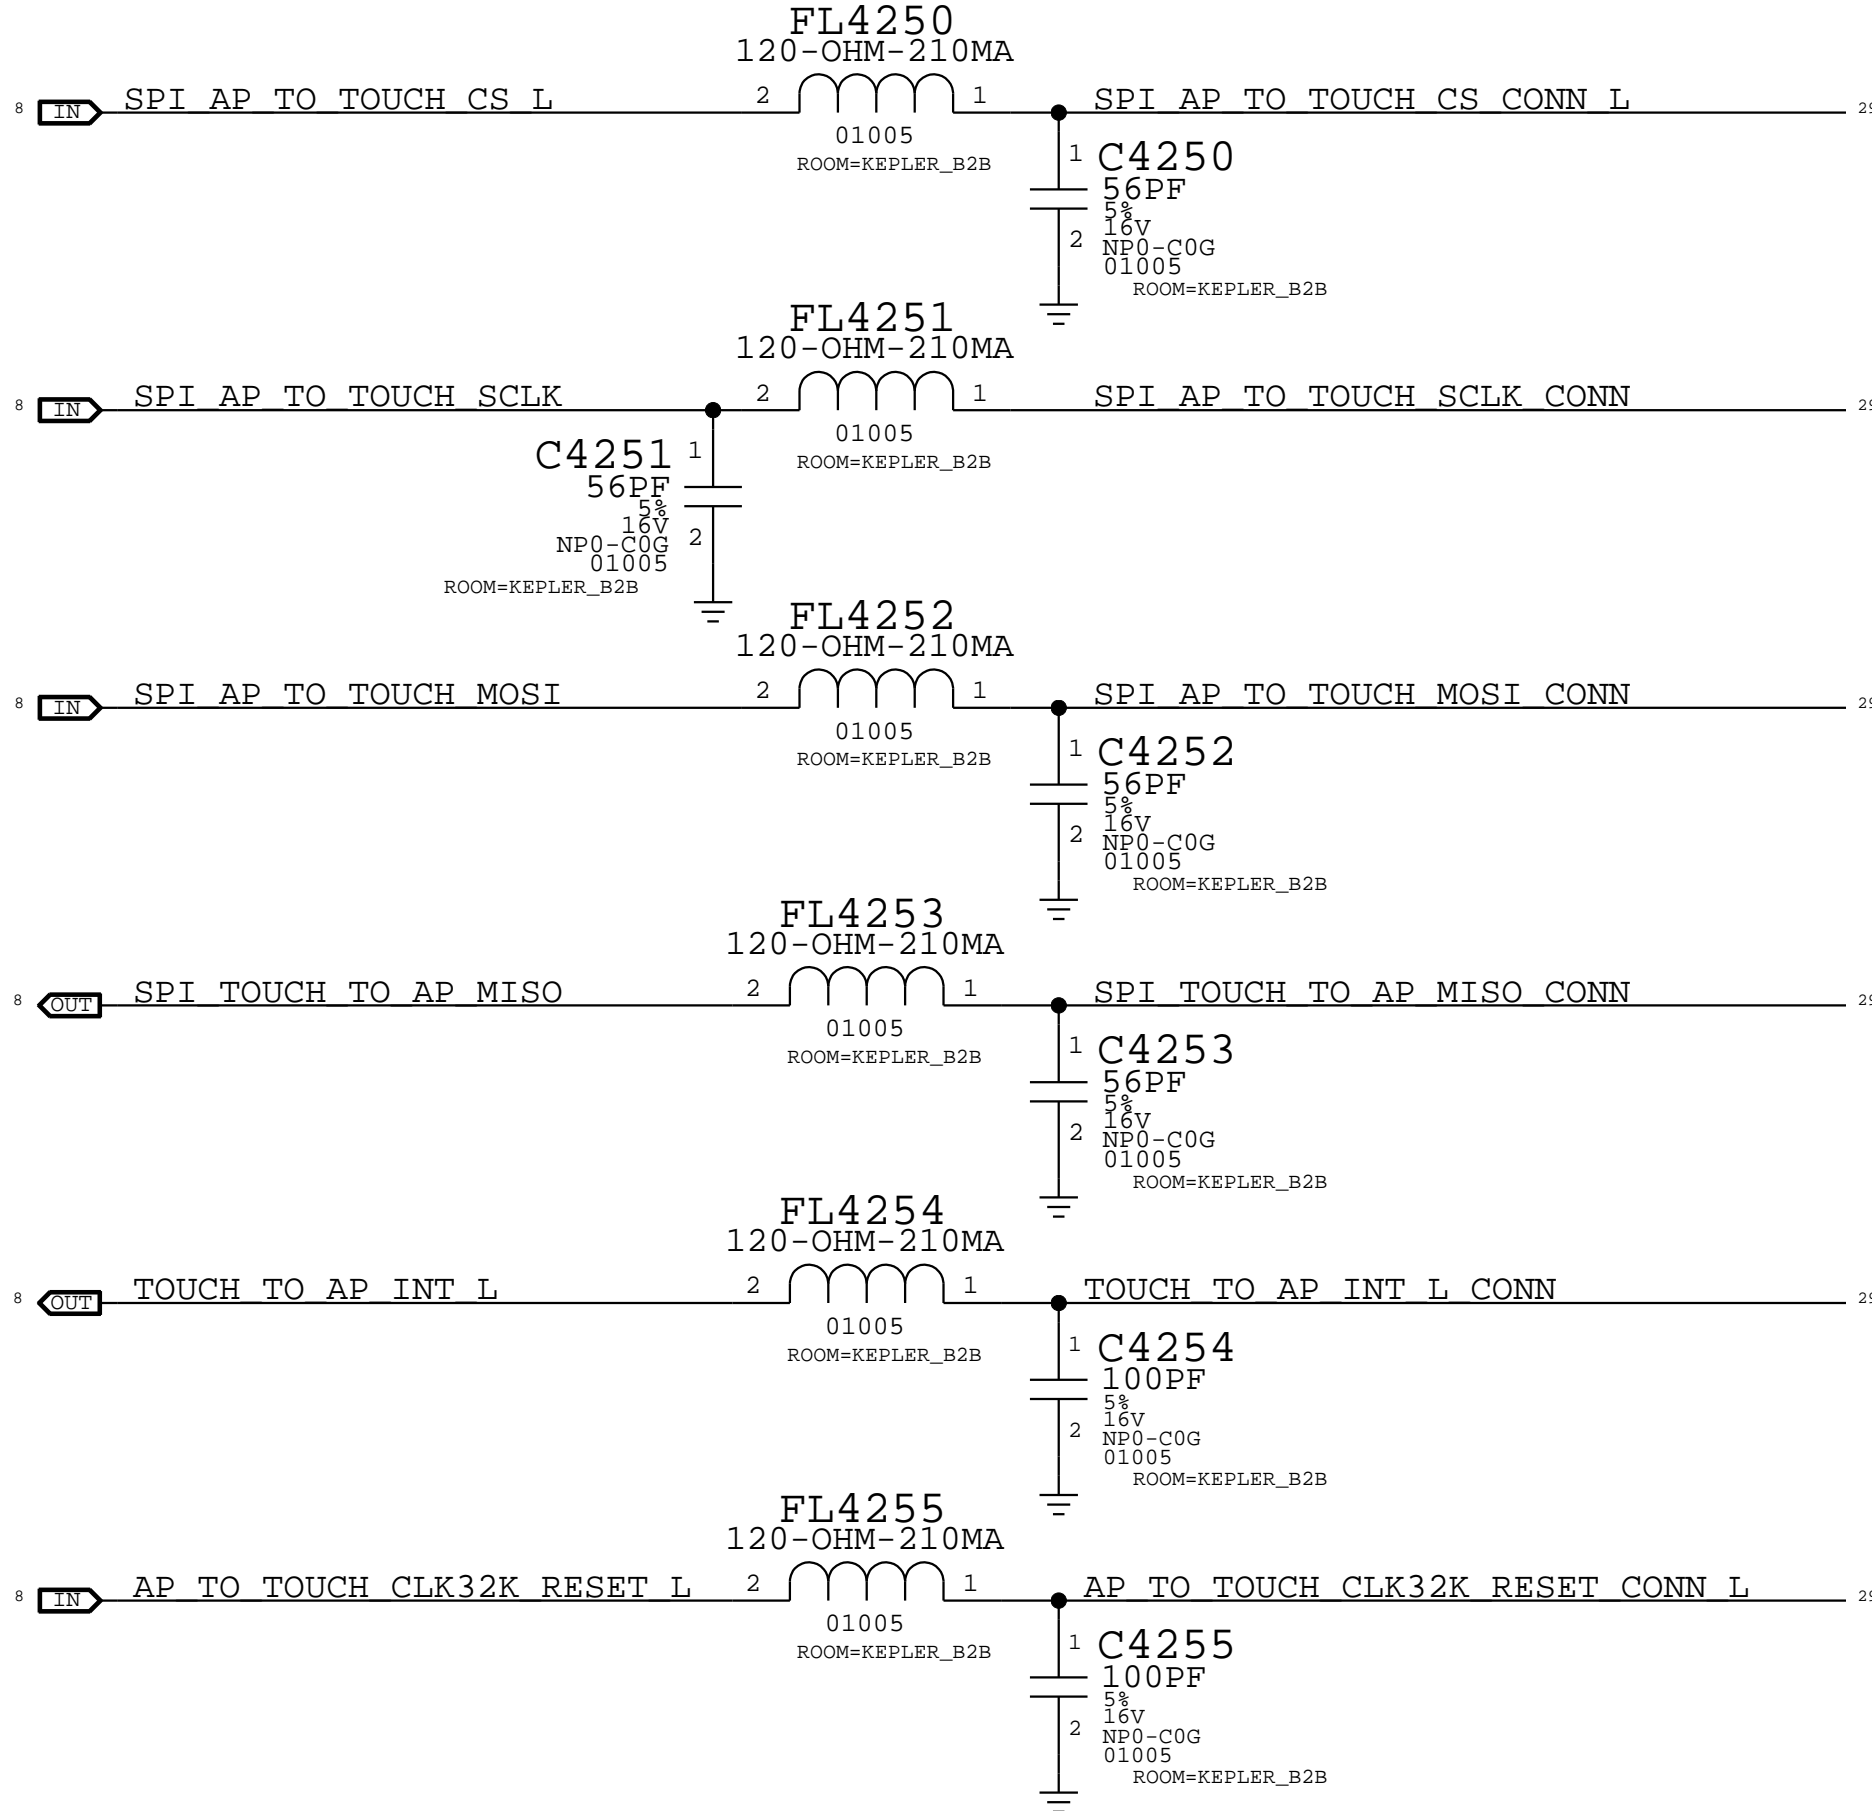 FL4250
120-OHM-210MA
8 IN SPI_AP_TO_TOUCH_CS_L 2 1 SPI_AP_TO_TOUCH_CS_CONN_L
01005
ROOM=KEPLER_B2B
1 C4250
56PF
5%
16V
2 NP0-C0G
01005
ROOM=KEPLER_B2B
FL4251
120-OHM-210MA
8 IN SPI_AP_TO_TOUCH_SCLK 2 1 SPI_AP_TO_TOUCH_SCLK_CONN
01005
ROOM=KEPLER_B2B
C4251 1
56PF
5%
16V
NP0-C0G 2
01005
ROOM=KEPLER_B2B
FL4252
120-OHM-210MA
8 IN SPI_AP_TO_TOUCH_MOSI 2 1 SPI_AP_TO_TOUCH_MOSI_CONN
01005
ROOM=KEPLER_B2B
1 C4252
56PF
5%
16V
2 NP0-C0G
01005
ROOM=KEPLER_B2B
FL4253
120-OHM-210MA
8 OUT SPI_TOUCH_TO_AP_MISO 2 1 SPI_TOUCH_TO_AP_MISO_CONN
01005
ROOM=KEPLER_B2B
1 C4253
56PF
5%
16V
2 NP0-C0G
01005
ROOM=KEPLER_B2B
FL4254
120-OHM-210MA
8 OUT TOUCH_TO_AP_INT_L 2 1 TOUCH_TO_AP_INT_L_CONN
01005
ROOM=KEPLER_B2B
1 C4254
100PF
5%
16V
2 NP0-C0G
01005
ROOM=KEPLER_B2B
FL4255
120-OHM-210MA
8 IN AP_TO_TOUCH_CLK32K_RESET_L 2 1 AP_TO_TOUCH_CLK32K_RESET_CONN_L
01005
ROOM=KEPLER_B2B
1 C4255
100PF
5%
16V
2 NP0-C0G
01005
ROOM=KEPLER_B2B